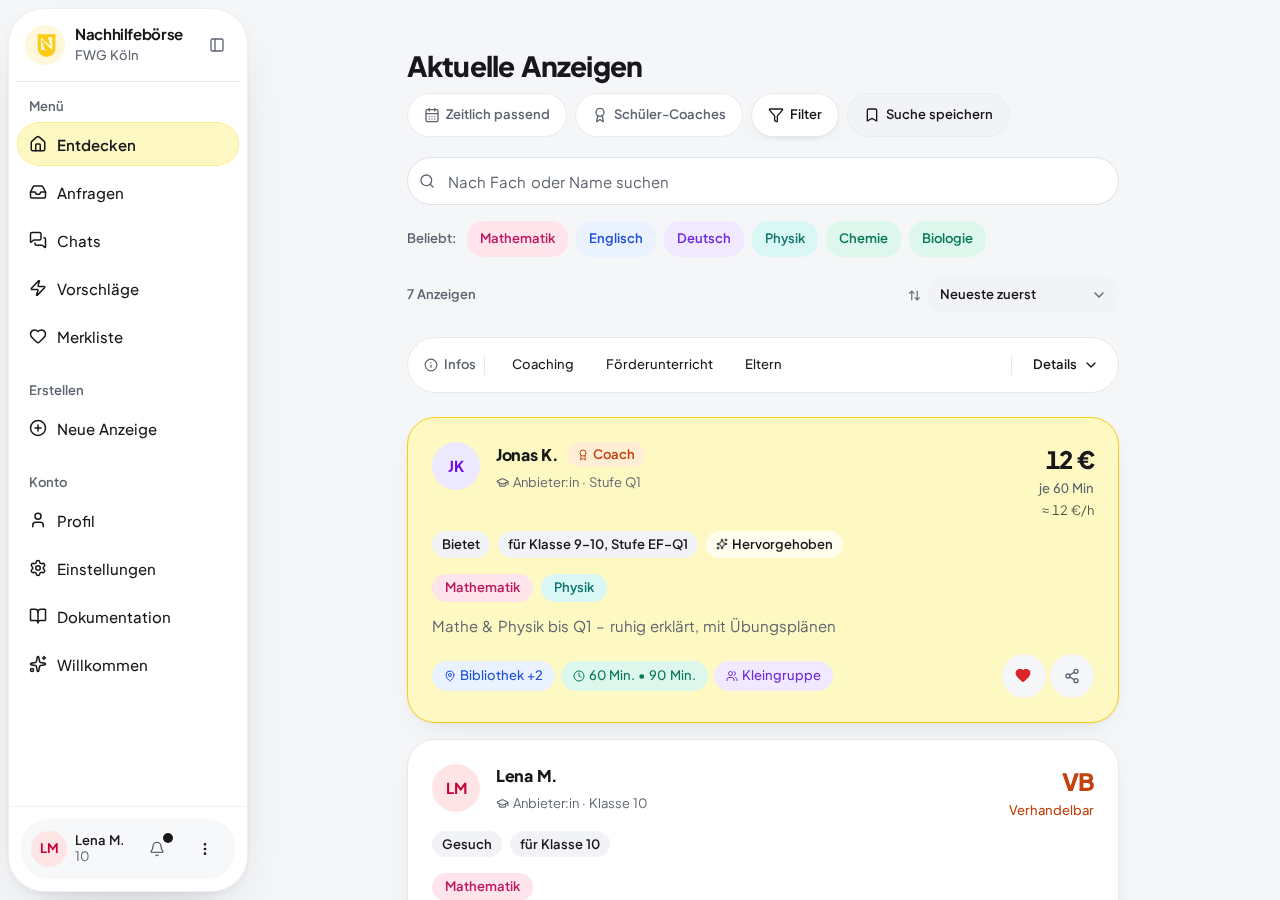 Nachhilfebörse
FWG Köln
Menü
Entdecken
Anfragen
Chats
Vorschläge
Merkliste
Erstellen
Neue Anzeige
Konto
Profil
Einstellungen
Dokumentation
Willkommen
LM
Lena M.
10
Aktuelle Anzeigen
Zeitlich passend
Schüler-Coaches
Filter
Suche speichern
Nach Fach oder Name suchen
Beliebt: Mathematik Englisch Deutsch Physik Chemie Biologie
7 Anzeigen
Neueste zuerst
Infos Coaching Förderunterricht Eltern Details
JK
Jonas K. Coach
Anbieter:in · Stufe Q1
12 €
je 60 Min
≈ 12 €/h
Bietet für Klasse 9–10, Stufe EF–Q1 Hervorgehoben
Mathematik Physik
Mathe & Physik bis Q1 – ruhig erklärt, mit Übungsplänen
Bibliothek +2 60 Min. • 90 Min. Kleingruppe
LM
Lena M.
Anbieter:in · Klasse 10
VB
Verhandelbar
Gesuch für Klasse 10
Mathematik